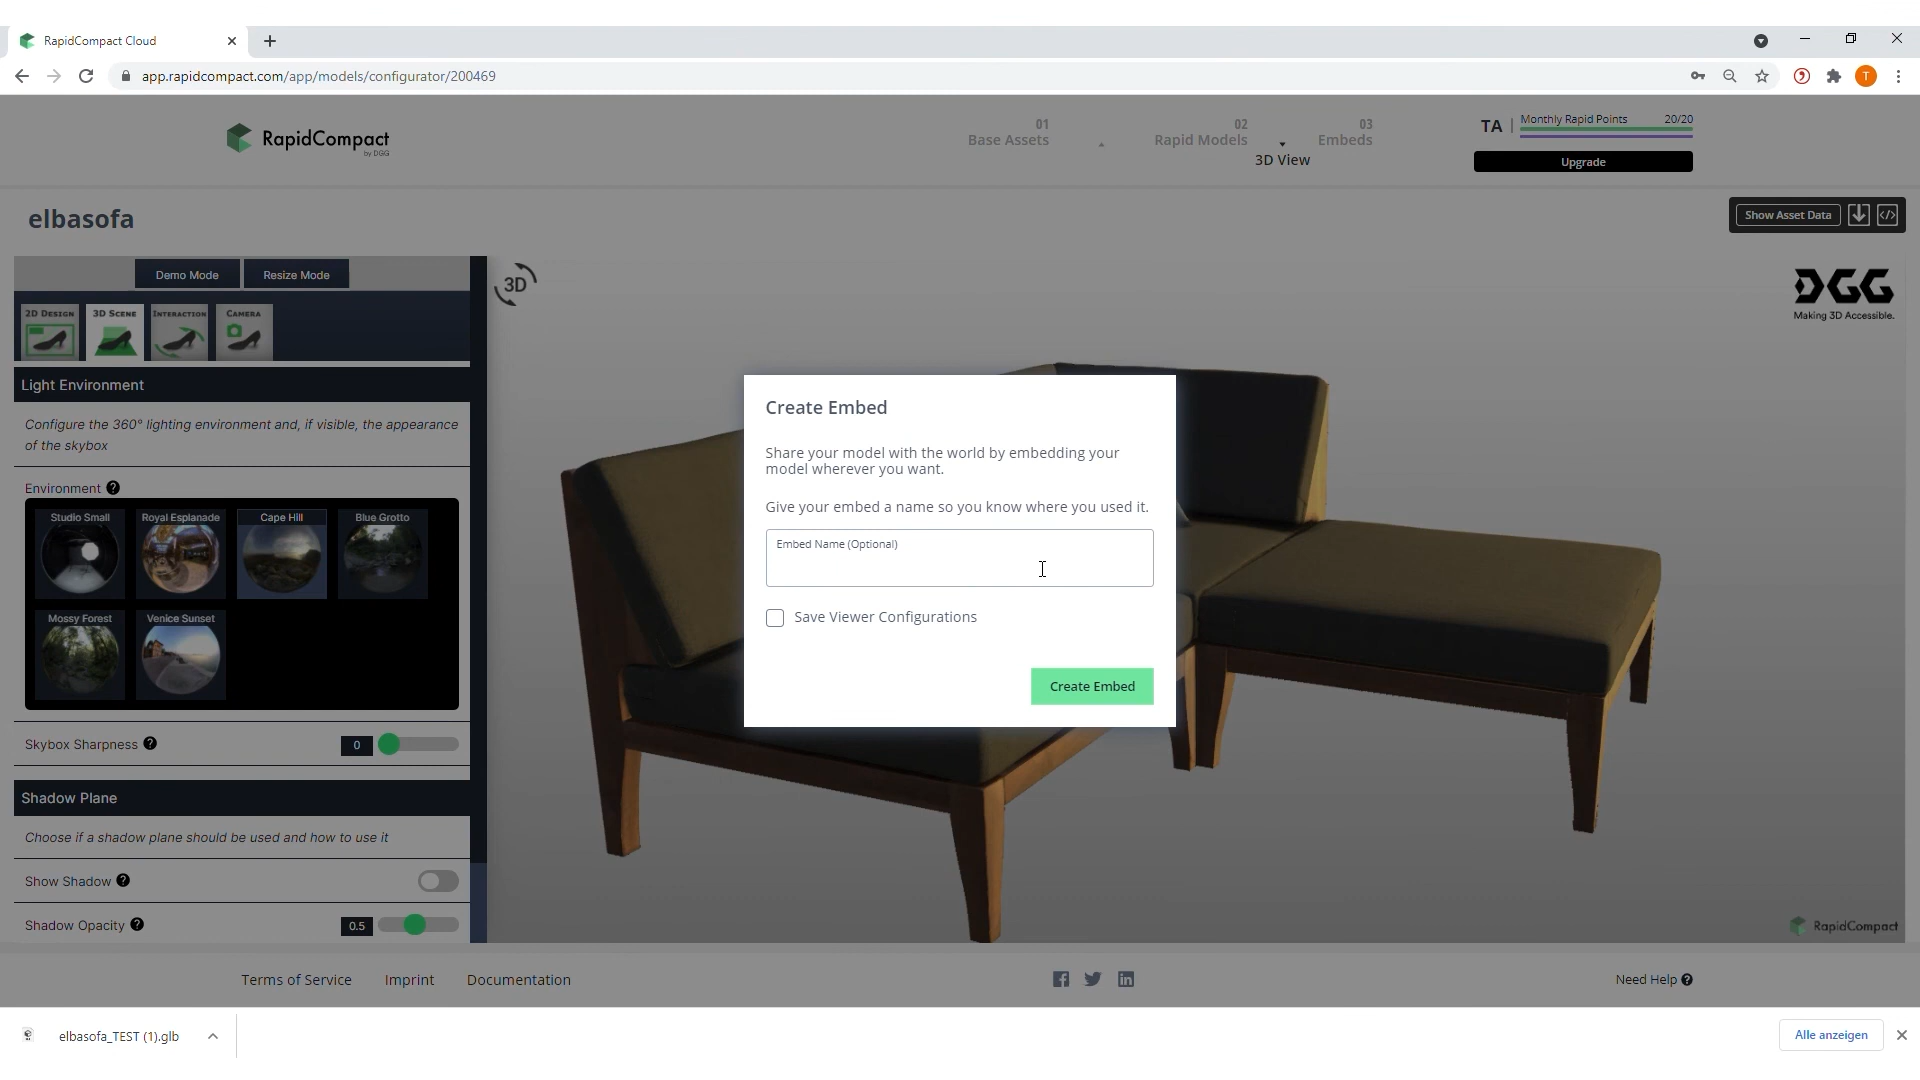 RapidCompact Cloud
app.rapidcompact.com/app/models/configurator/200469
T
RapidCompact
by DGG
01
Base Assets
02
Rapid Models
3D View
03
Embeds
TA
Monthly Rapid Points 20/20
Upgrade
elbasofa
Show Asset Data
Demo Mode
Resize Mode
2D DESIGN
3D SCENE
INTERACTION
CAMERA
Light Environment
Configure the 360° lighting environment and, if visible, the appearance
of the skybox
Environment
Studio Small
Royal Esplanade
Cape Hill
Blue Grotto
Mossy Forest
Venice Sunset
Skybox Sharpness
0
Shadow Plane
Choose if a shadow plane should be used and how to use it
Show Shadow
Shadow Opacity
0.5
3D
DGG
Making 3D Accessible.
Create Embed
Share your model with the world by embedding your
model wherever you want.
Give your embed a name so you know where you used it.
Embed Name (Optional)
Save Viewer Configurations
Create Embed
RapidCompact
Terms of Service
Imprint
Documentation
Need Help
elbasofa_TEST (1).glb
Alle anzeigen